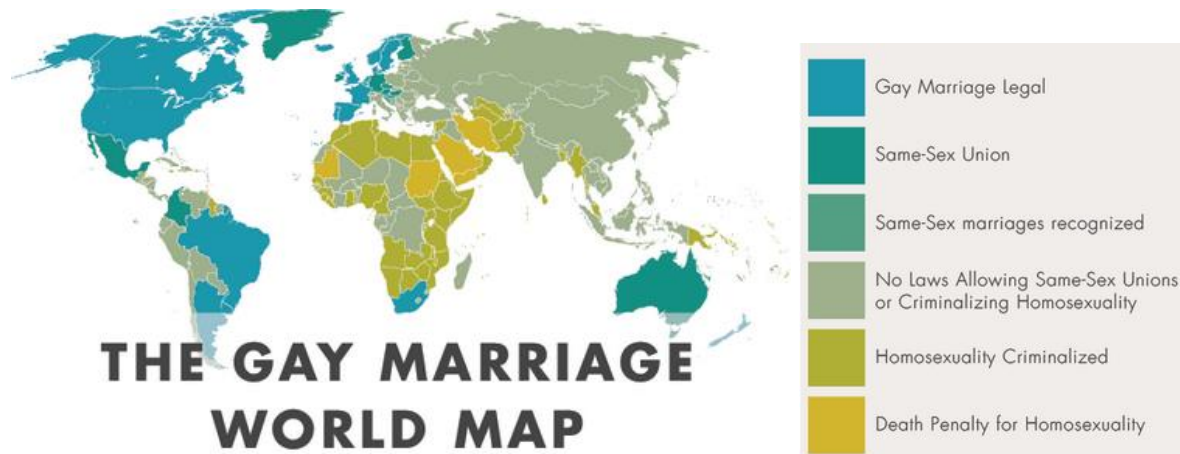 Gay Marriage Legal
Same-Sex Union
Same-Sex marriages recognized
No Laws Allowing Same-Sex Unions
or Criminalizing Homosexuality
Homosexuality Criminalized
Death Penalty for Homosexuality
THE GAY MARRIAGE
WORLD MAP